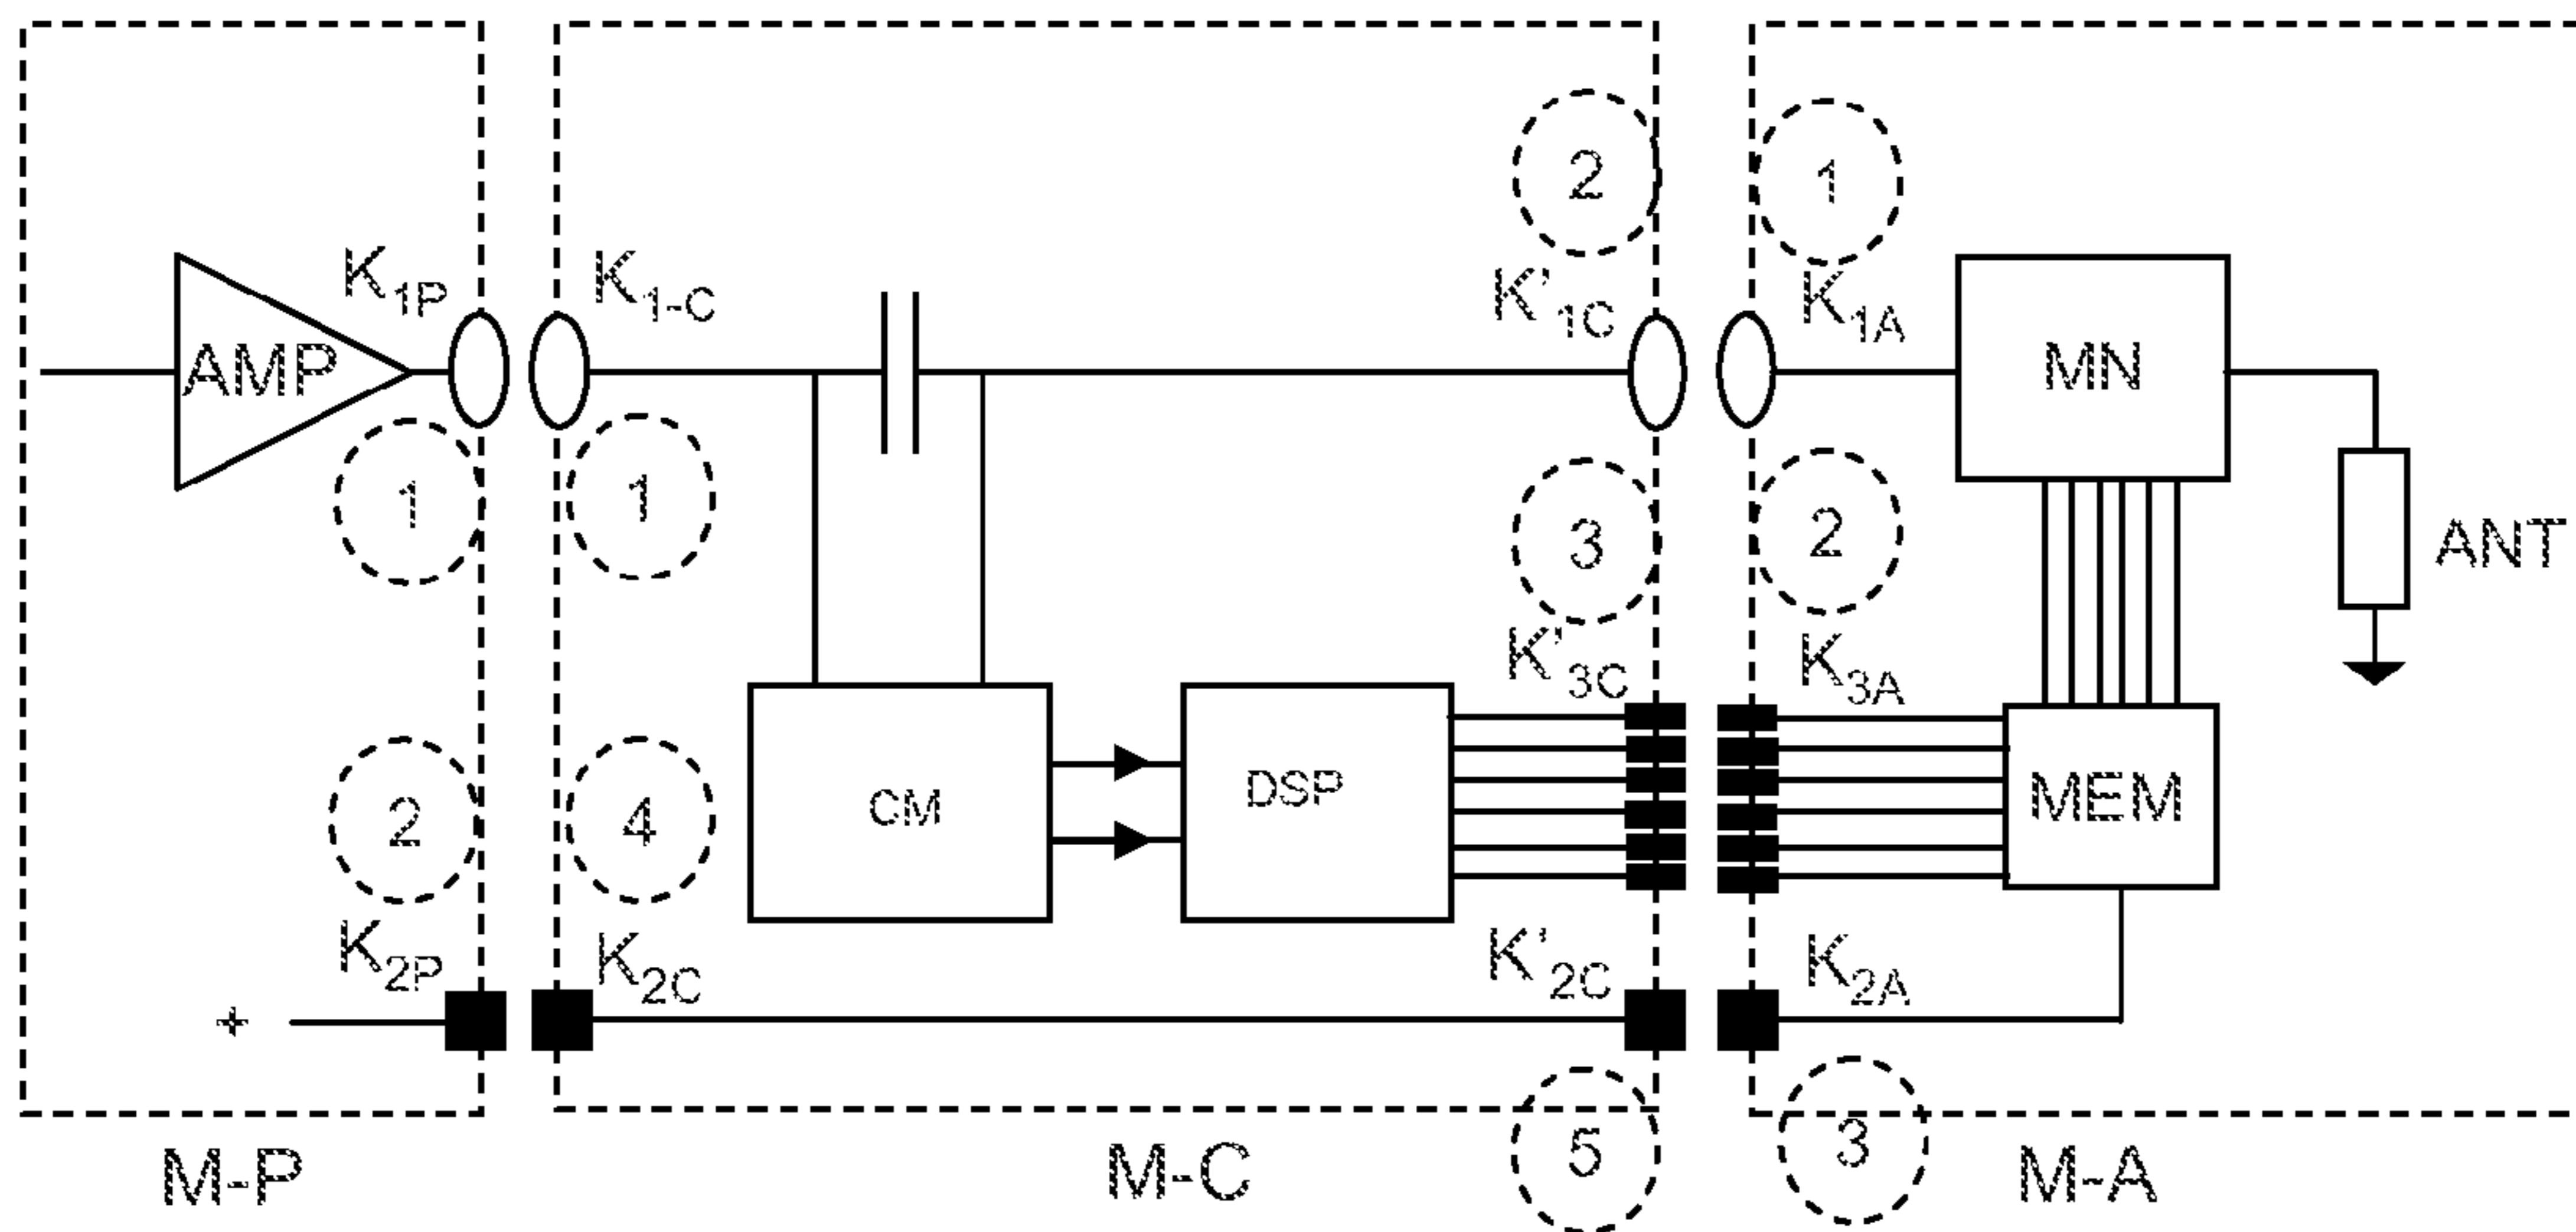 2
1
K1P
K1-C
K'1C
K1A
AMP
MN
1
1
3
2
ANT
K'3C
K3A
2
4
CM
DSP
MEM
K2P
K2C
K'2C
K2A
+
M-P
M-C
5
3
M-A